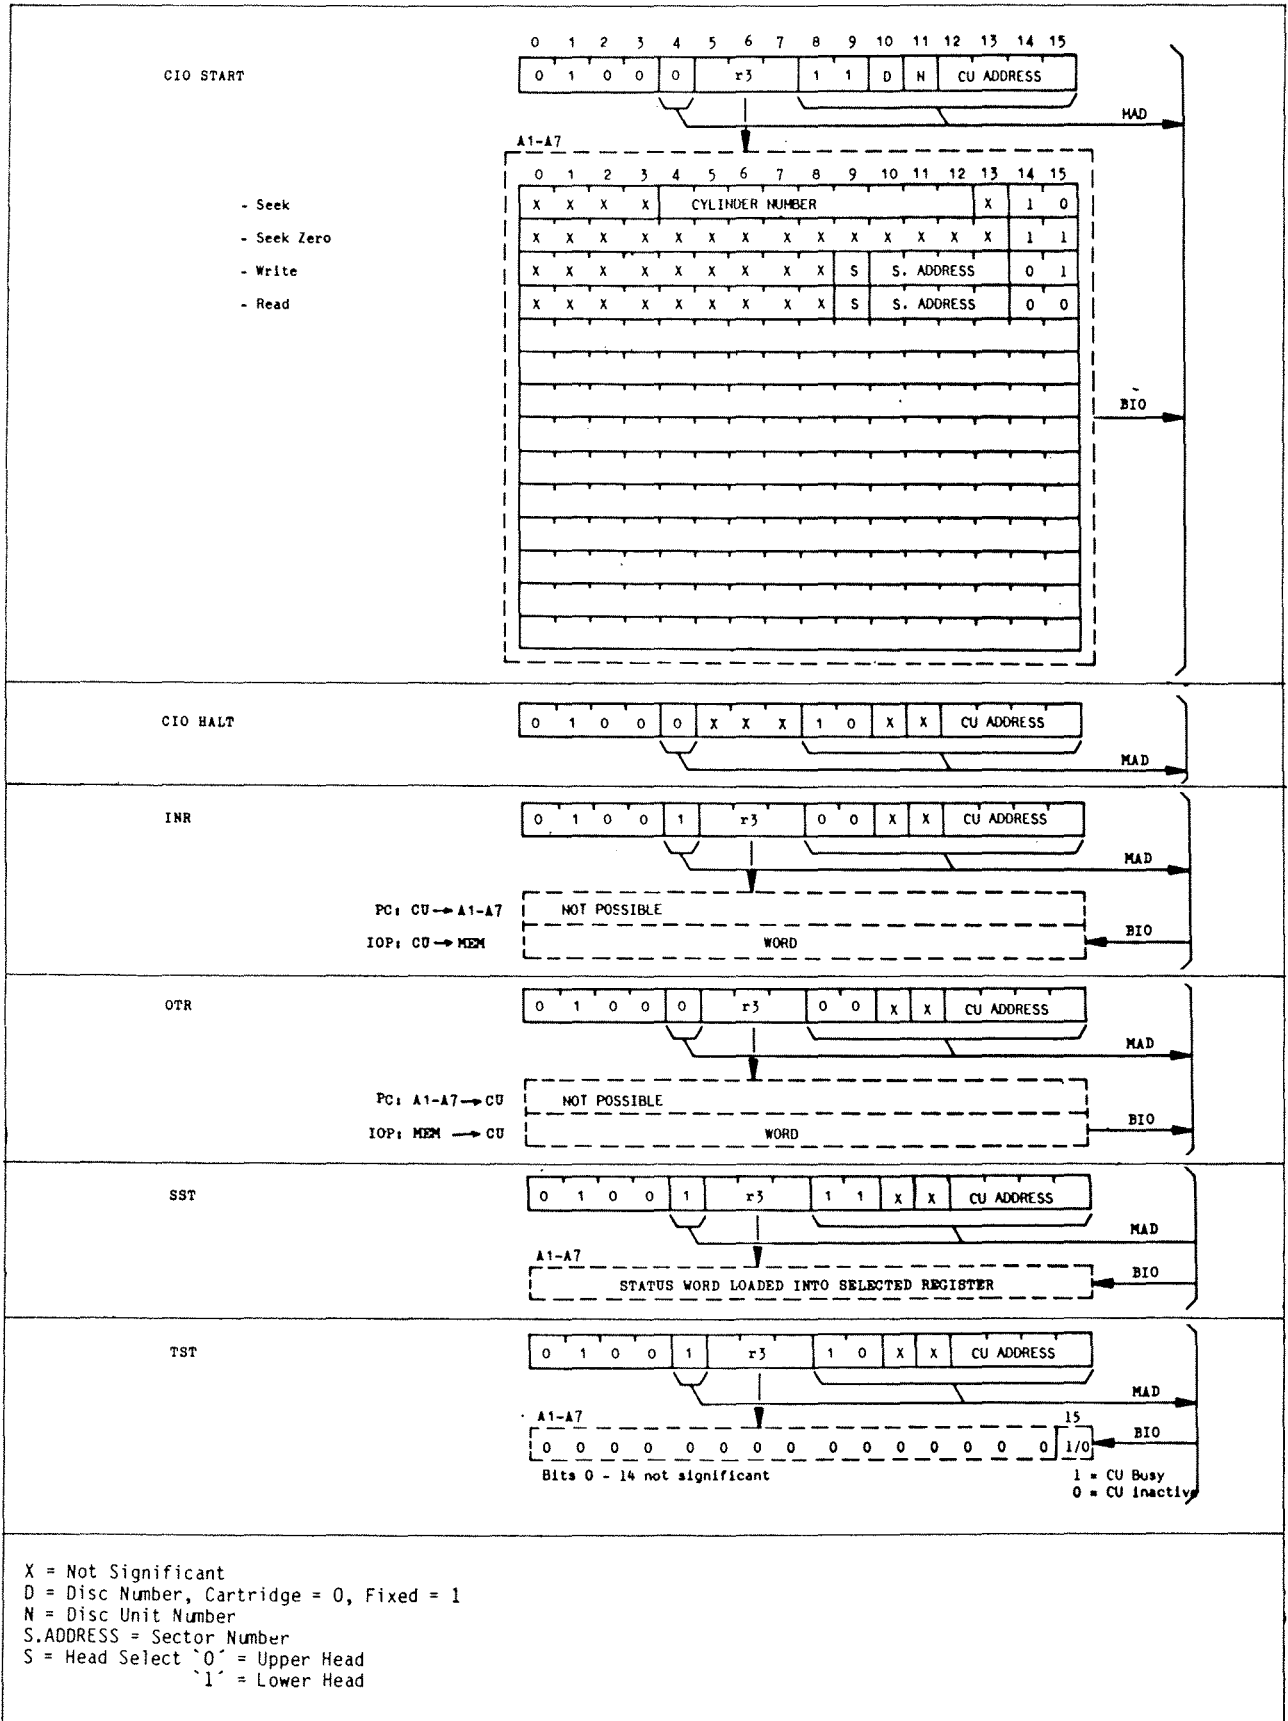 0 1 2 3 4 5 6 7 8 9 10 11 12 13 14 15
CIO START 0 1 0 0 0 r3 1 1 D N CU ADDRESS
MAD
A1-A7
0 1 2 3 4 5 6 7 8 9 10 11 12 13 14 15
- Seek X X X X CYLINDER NUMBER X 1 0
- Seek Zero X X X X X X X X X X X X X X 1 1
- Write X X X X X X X X X S S. ADDRESS 0 1
- Read X X X X X X X X X S S. ADDRESS 0 0
BIO
CIO HALT 0 1 0 0 0 X X X 1 0 X X CU ADDRESS
MAD
INR 0 1 0 0 1 r3 0 0 X X CU ADDRESS
MAD
PC: CU → A1-A7 NOT POSSIBLE
IOP: CU → MEM WORD BIO
OTR 0 1 0 0 0 r3 0 0 X X CU ADDRESS
MAD
PC: A1-A7 → CU NOT POSSIBLE
IOP: MEM → CU WORD BIO
SST 0 1 0 0 1 r3 1 1 X X CU ADDRESS
MAD
A1-A7
STATUS WORD LOADED INTO SELECTED REGISTER BIO
TST 0 1 0 0 1 r3 1 0 X X CU ADDRESS
MAD
A1-A7 15
0 0 0 0 0 0 0 0 0 0 0 0 0 0 0 1/0 BIO
Bits 0 - 14 not significant 1 = CU Busy
0 = CU inactive
X = Not Significant
D = Disc Number, Cartridge = 0, Fixed = 1
N = Disc Unit Number
S.ADDRESS = Sector Number
S = Head Select `0´ = Upper Head
`1´ = Lower Head